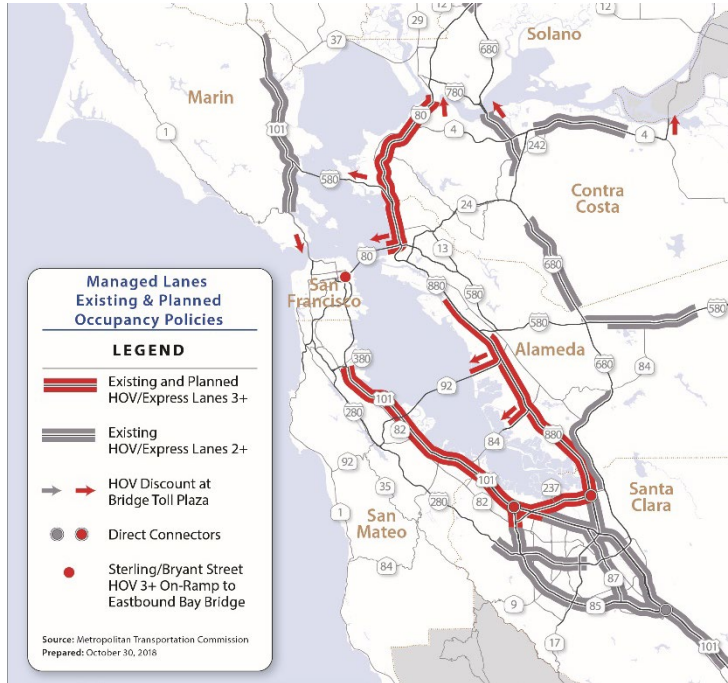 12
12
29
Solano
37
680
Marin
780
80
4
4
1
101
242
580
Contra
Costa
24
80
13
680
San
Francisco
880
580
580
580
Alameda
380
92
84
680
101
280
82
84
880
92
101
237
Santa
Clara
82
35
280
1
San
Mateo
87
84
9
85
17
101
Managed Lanes
Existing & Planned
Occupancy Policies
LEGEND
Existing and Planned
HOV/Express Lanes 3+
Existing
HOV/Express Lanes 2+
HOV Discount at
Bridge Toll Plaza
Direct Connectors
Sterling/Bryant Street
HOV 3+ On-Ramp to
Eastbound Bay Bridge
Source: Metropolitan Transportation Commission
Prepared: October 30, 2018